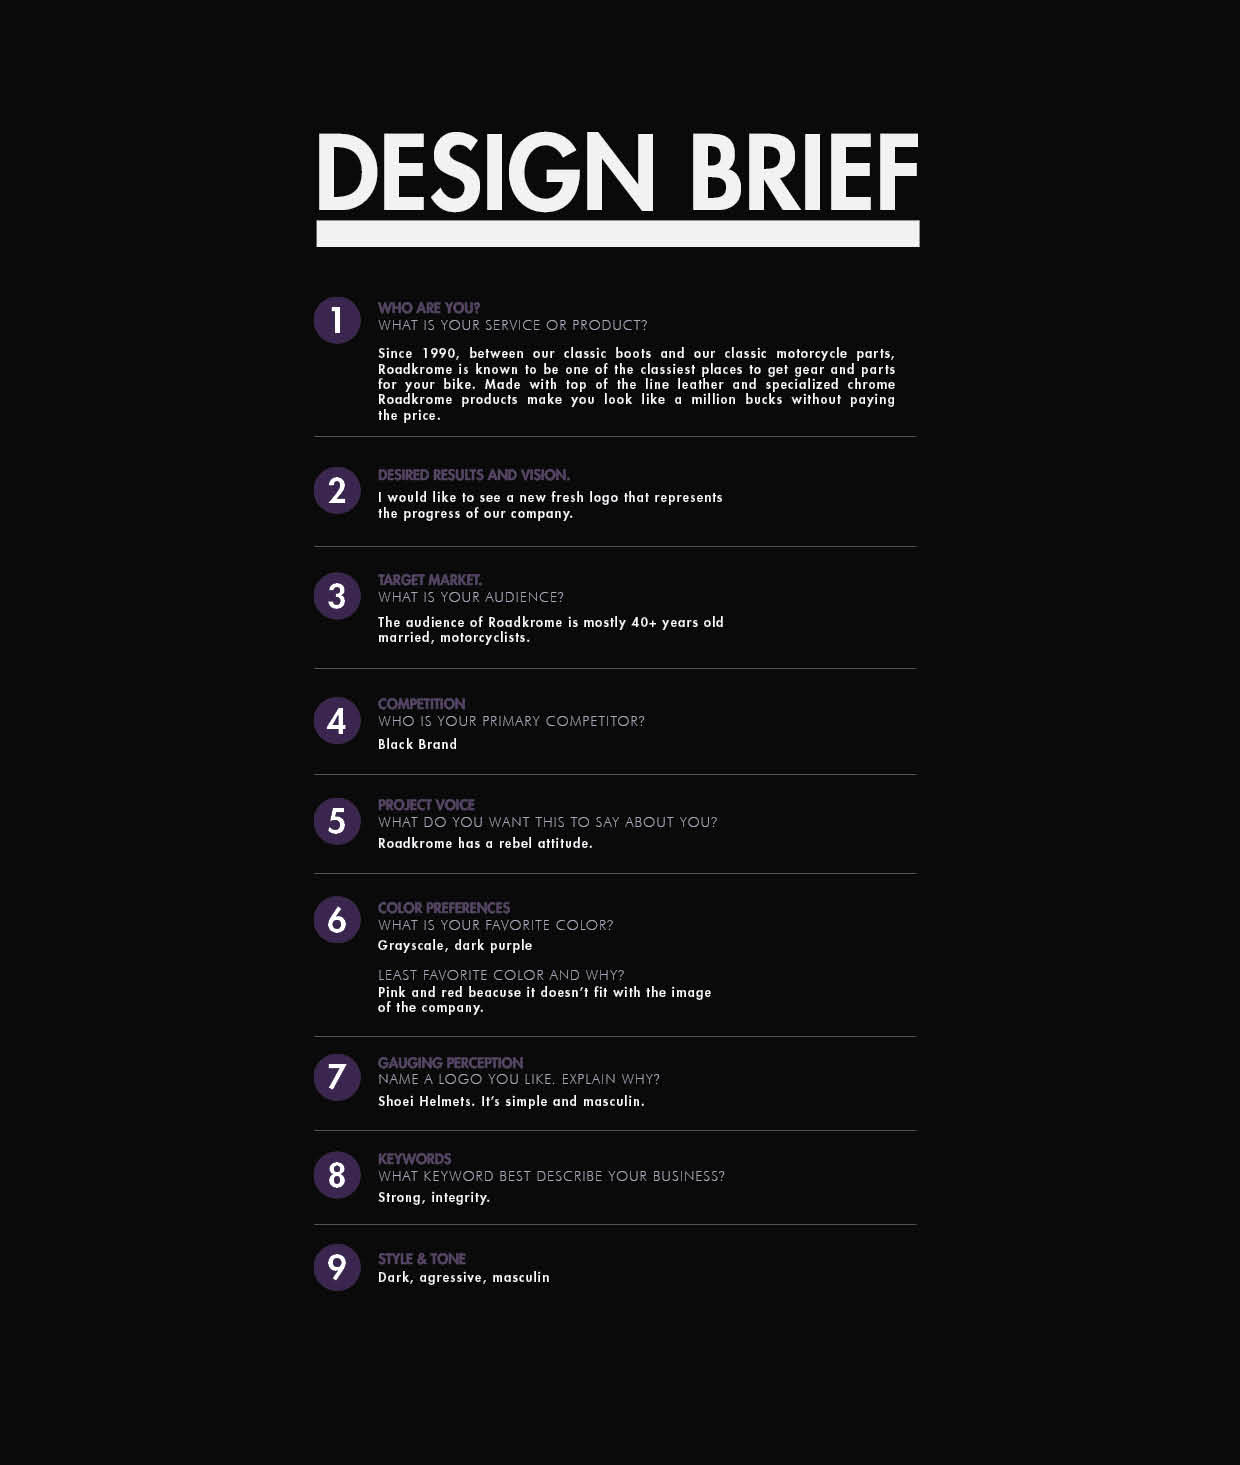 DESIGN BRIEF
1
WHO ARE YOU?
WHAT IS YOUR SERVICE OR PRODUCT?
Since 1990, between our classic boots and our classic motorcycle parts,
Roadkrome is known to be one of the classiest places to get gear and parts
for your bike. Made with top of the line leather and specialized chrome
Roadkrome products make you look like a million bucks without paying
the price.
2
DESIRED RESULTS AND VISION.
I would like to see a new fresh logo that represents
the progress of our company.
3
TARGET MARKET.
WHAT IS YOUR AUDIENCE?
The audience of Roadkrome is mostly 40+ years old
married, motorcyclists.
4
COMPETITION
WHO IS YOUR PRIMARY COMPETITOR?
Black Brand
5
PROJECT VOICE
WHAT DO YOU WANT THIS TO SAY ABOUT YOU?
Roadkrome has a rebel attitude.
6
COLOR PREFERENCES
WHAT IS YOUR FAVORITE COLOR?
Grayscale, dark purple
LEAST FAVORITE COLOR AND WHY?
Pink and red beacuse it doesn't fit with the image
of the company.
7
GAUGING PERCEPTION
NAME A LOGO YOU LIKE. EXPLAIN WHY?
Shoei Helmets. It's simple and masculin.
8
KEYWORDS
WHAT KEYWORD BEST DESCRIBE YOUR BUSINESS?
Strong, integrity.
9
STYLE & TONE
Dark, agressive, masculin